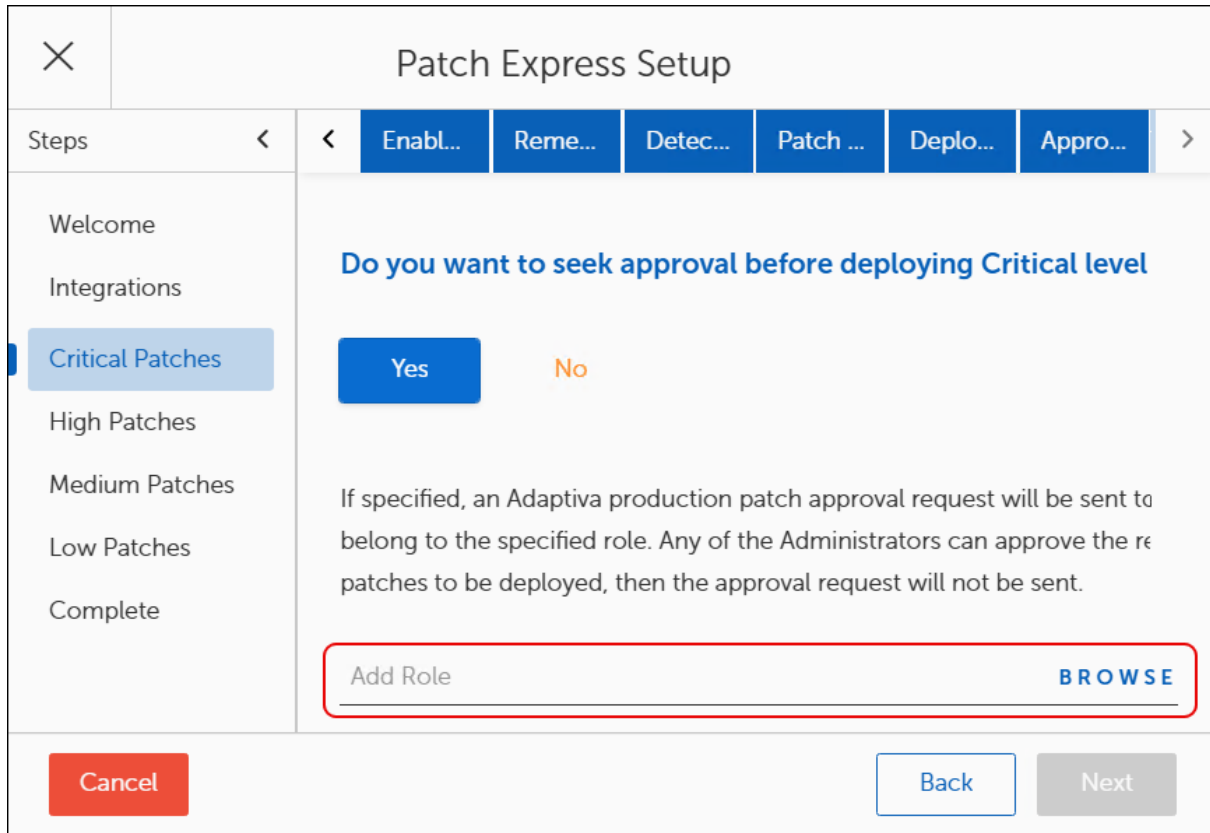 Patch Express Setup
Steps
Enabl...
Reme...
Detec...
Patch ...
Deplo...
Appro...
Welcome
Integrations
Critical Patches
High Patches
Medium Patches
Low Patches
Complete
Do you want to seek approval before deploying Critical level
Yes
No
If specified, an Adaptiva production patch approval request will be sent to
belong to the specified role. Any of the Administrators can approve the re
patches to be deployed, then the approval request will not be sent.
Add Role
BROWSE
Cancel
Back
Next